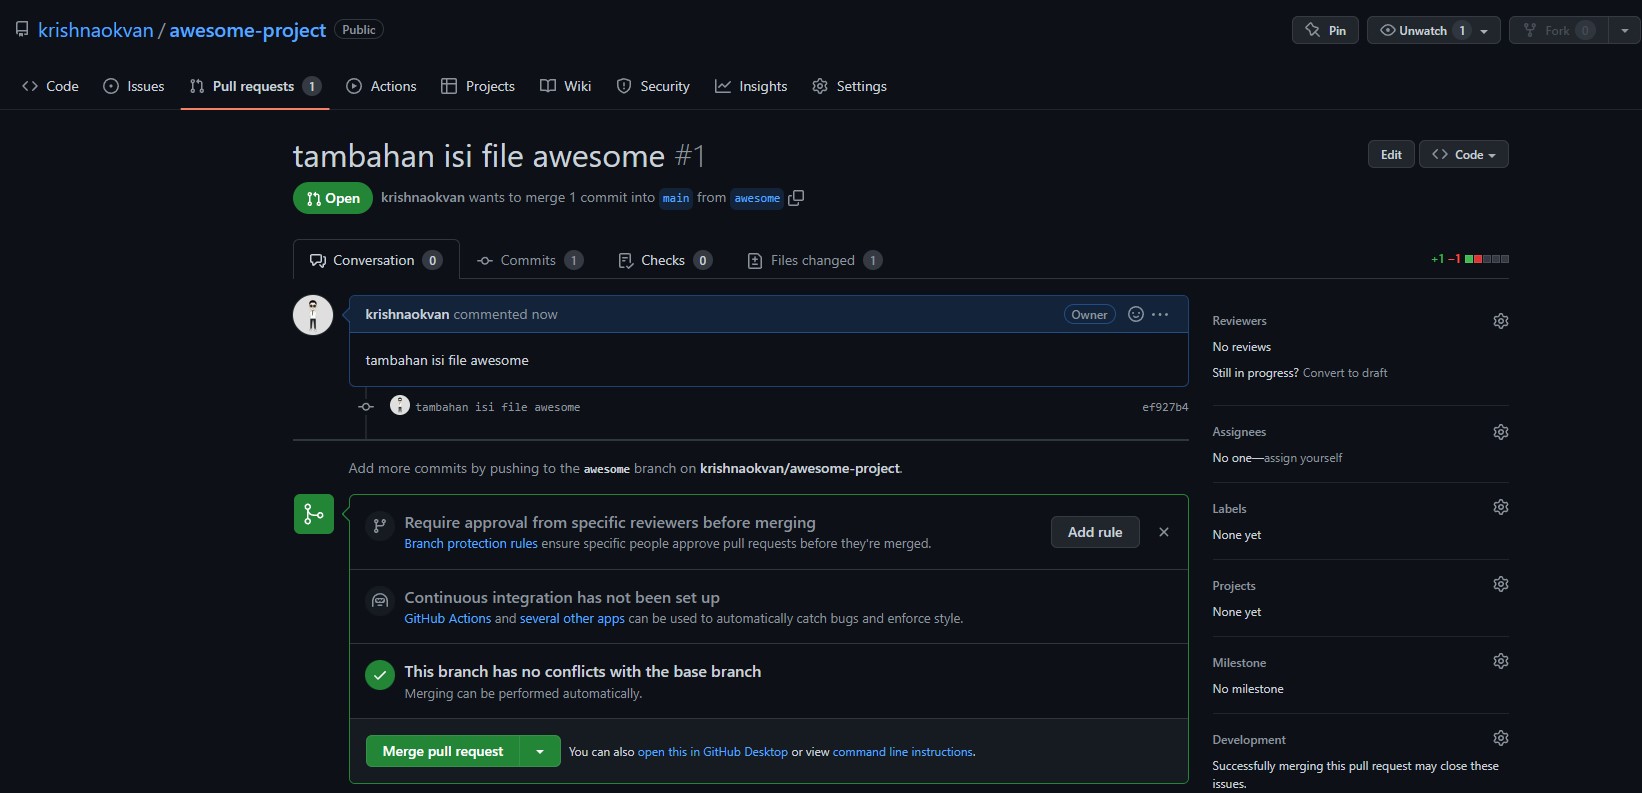 krishnaokvan / awesome-project Public
Pin Unwatch 1 Fork 0
Code Issues Pull requests 1 Actions Projects Wiki Security Insights Settings
tambahan isi file awesome #1
Edit Code
Open krishnaokvan wants to merge 1 commit into main from awesome
Conversation 0 Commits 1 Checks 0 Files changed 1
+1 −1
krishnaokvan commented now Owner
tambahan isi file awesome
tambahan isi file awesome ef927b4
Add more commits by pushing to the awesome branch on krishnaokvan/awesome-project.
Require approval from specific reviewers before merging
Branch protection rules ensure specific people approve pull requests before they're merged.
Add rule
Continuous integration has not been set up
GitHub Actions and several other apps can be used to automatically catch bugs and enforce style.
This branch has no conflicts with the base branch
Merging can be performed automatically.
Merge pull request You can also open this in GitHub Desktop or view command line instructions.
Reviewers
No reviews
Still in progress? Convert to draft
Assignees
No one—assign yourself
Labels
None yet
Projects
None yet
Milestone
No milestone
Development
Successfully merging this pull request may close these
issues.